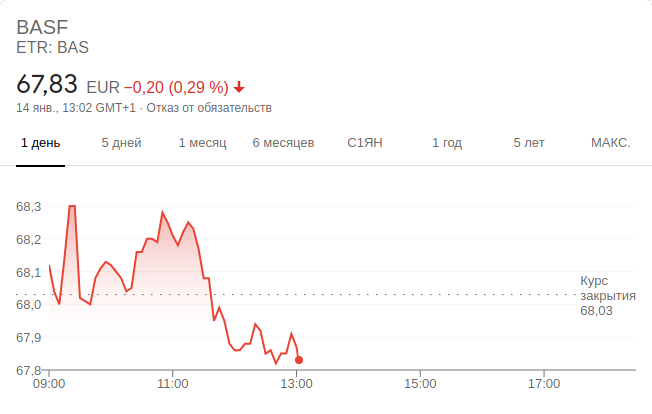 BASF
ETR: BAS
67,83 EUR −0,20 (0,29 %)
14 янв., 13:02 GMT+1 · Отказ от обязательств
1 день 5 дней 1 месяц 6 месяцев С1ЯН 1 год 5 лет МАКС.
68,3
68,2
68,1
68,0
67,9
67,8
Курс
закрытия
68,03
09:00 11:00 13:00 15:00 17:00